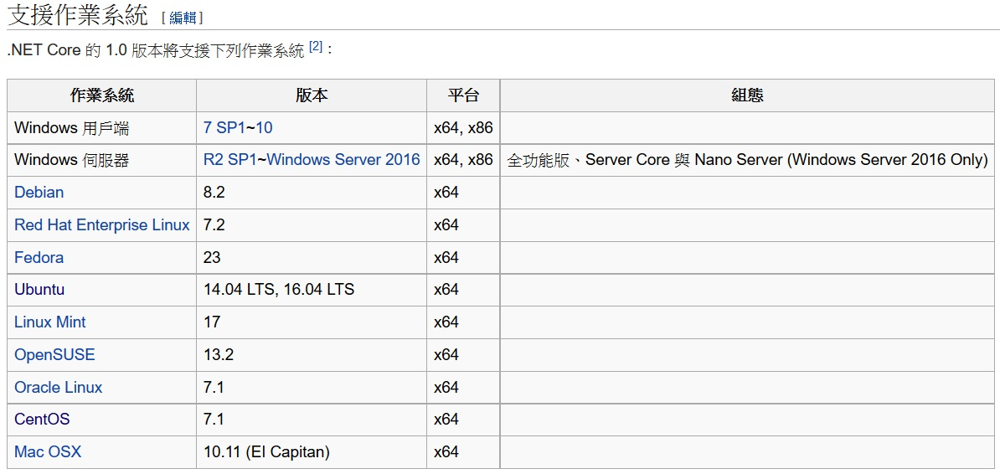 支援作業系統 [編輯]
.NET Core 的 1.0 版本將支援下列作業系統 [2]：
作業系統 版本 平台 組態
Windows 用戶端 7 SP1~10 x64, x86
Windows 伺服器 R2 SP1~Windows Server 2016 x64, x86 全功能版、Server Core 與 Nano Server (Windows Server 2016 Only)
Debian 8.2 x64
Red Hat Enterprise Linux 7.2 x64
Fedora 23 x64
Ubuntu 14.04 LTS, 16.04 LTS x64
Linux Mint 17 x64
OpenSUSE 13.2 x64
Oracle Linux 7.1 x64
CentOS 7.1 x64
Mac OSX 10.11 (El Capitan) x64